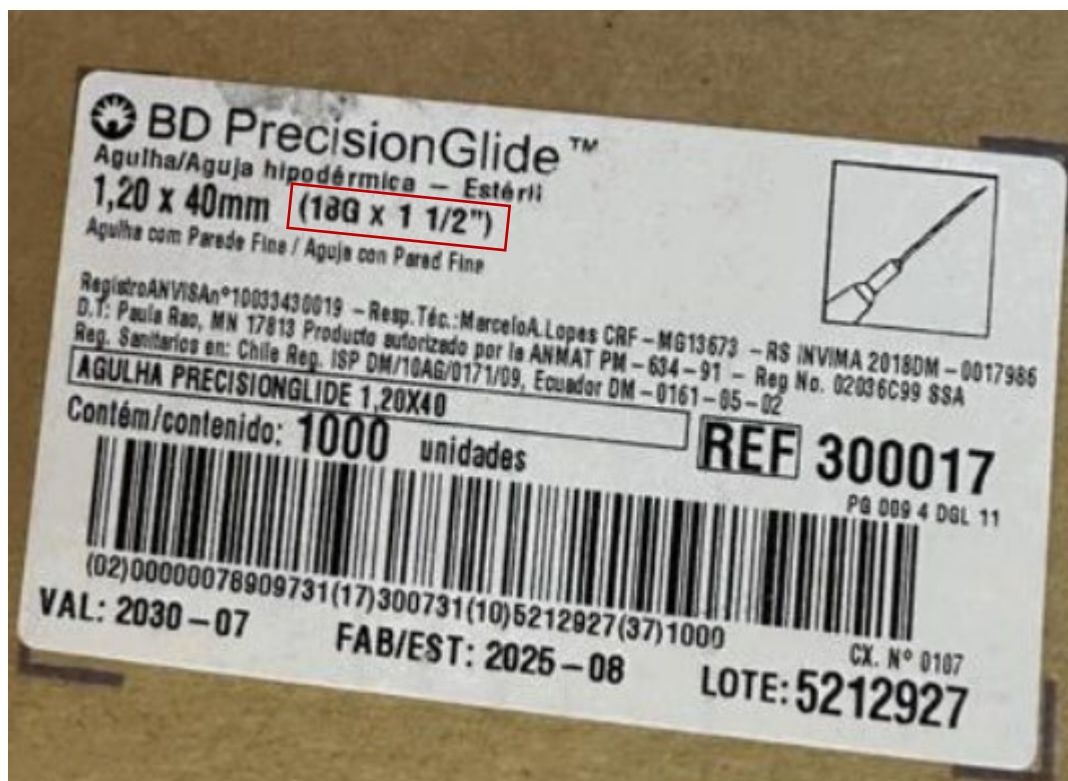 BD PrecisionGlide™
Agulha/Aguja hipodérmica – Estéril
1,20 x 40mm (18G x 1 1/2")
Agulha com Parede Fina / Aguja con Pared Fina
RegistroANVISAnº10033430019 – Resp.Téc.:MarceloA.Lopes CRF–MG13673 –RS INVIMA 2018DM–0017986
D.T: Paula Rao, MN 17813 Producto autorizado por la ANMAT PM–634–91 – Reg No. 02036C99 SSA
Reg. Sanitarios en: Chile Reg. ISP DM/10AG/0171/09, Ecuador DM–0161–05–02
AGULHA PRECISIONGLIDE 1,20X40
Contém/contenido: 1000 unidades
REF 300017
PG 009 4 DGL 11
(02)00000078909731(17)300731(10)5212927(37)1000
CX. Nº 0107
VAL: 2030–07 FAB/EST: 2025–08 LOTE: 5212927